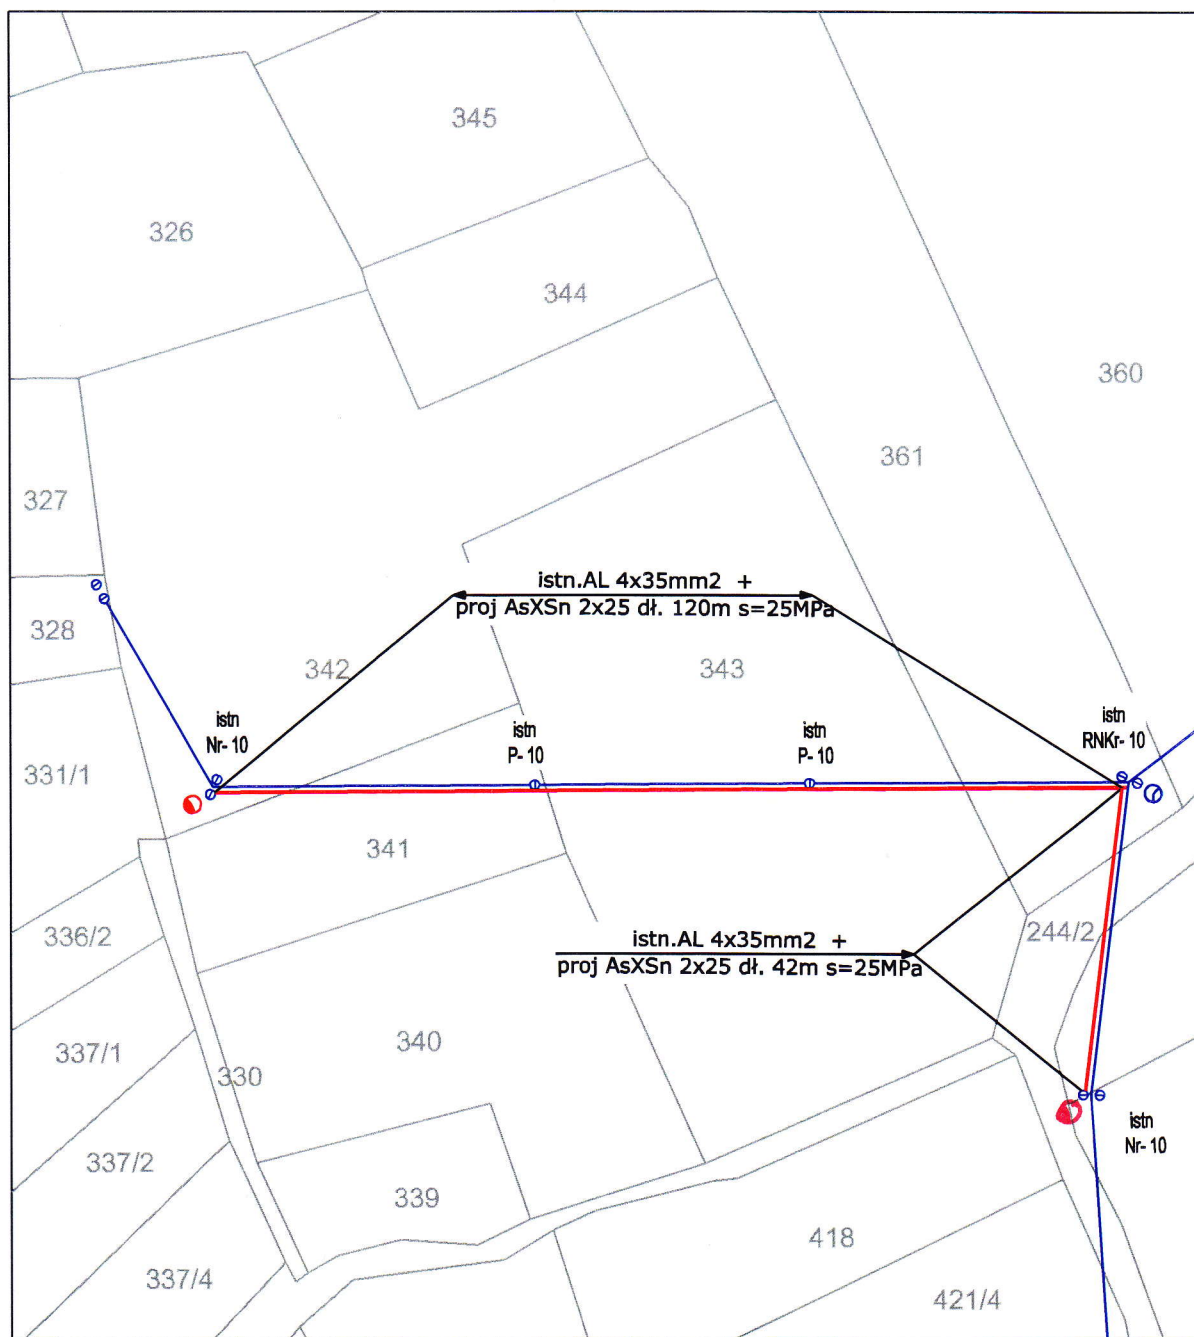 345
326
344
360
361
327
istn.AL 4x35mm2 +
proj AsXSn 2x25 dł. 120m s=25MPa
328
342
343
istn
Nr- 10
istn
P- 10
istn
P- 10
istn
RNKr- 10
331/1
341
336/2
244/2
istn.AL 4x35mm2 +
proj AsXSn 2x25 dł. 42m s=25MPa
337/1
340
330
istn
Nr- 10
337/2
339
418
337/4
421/4